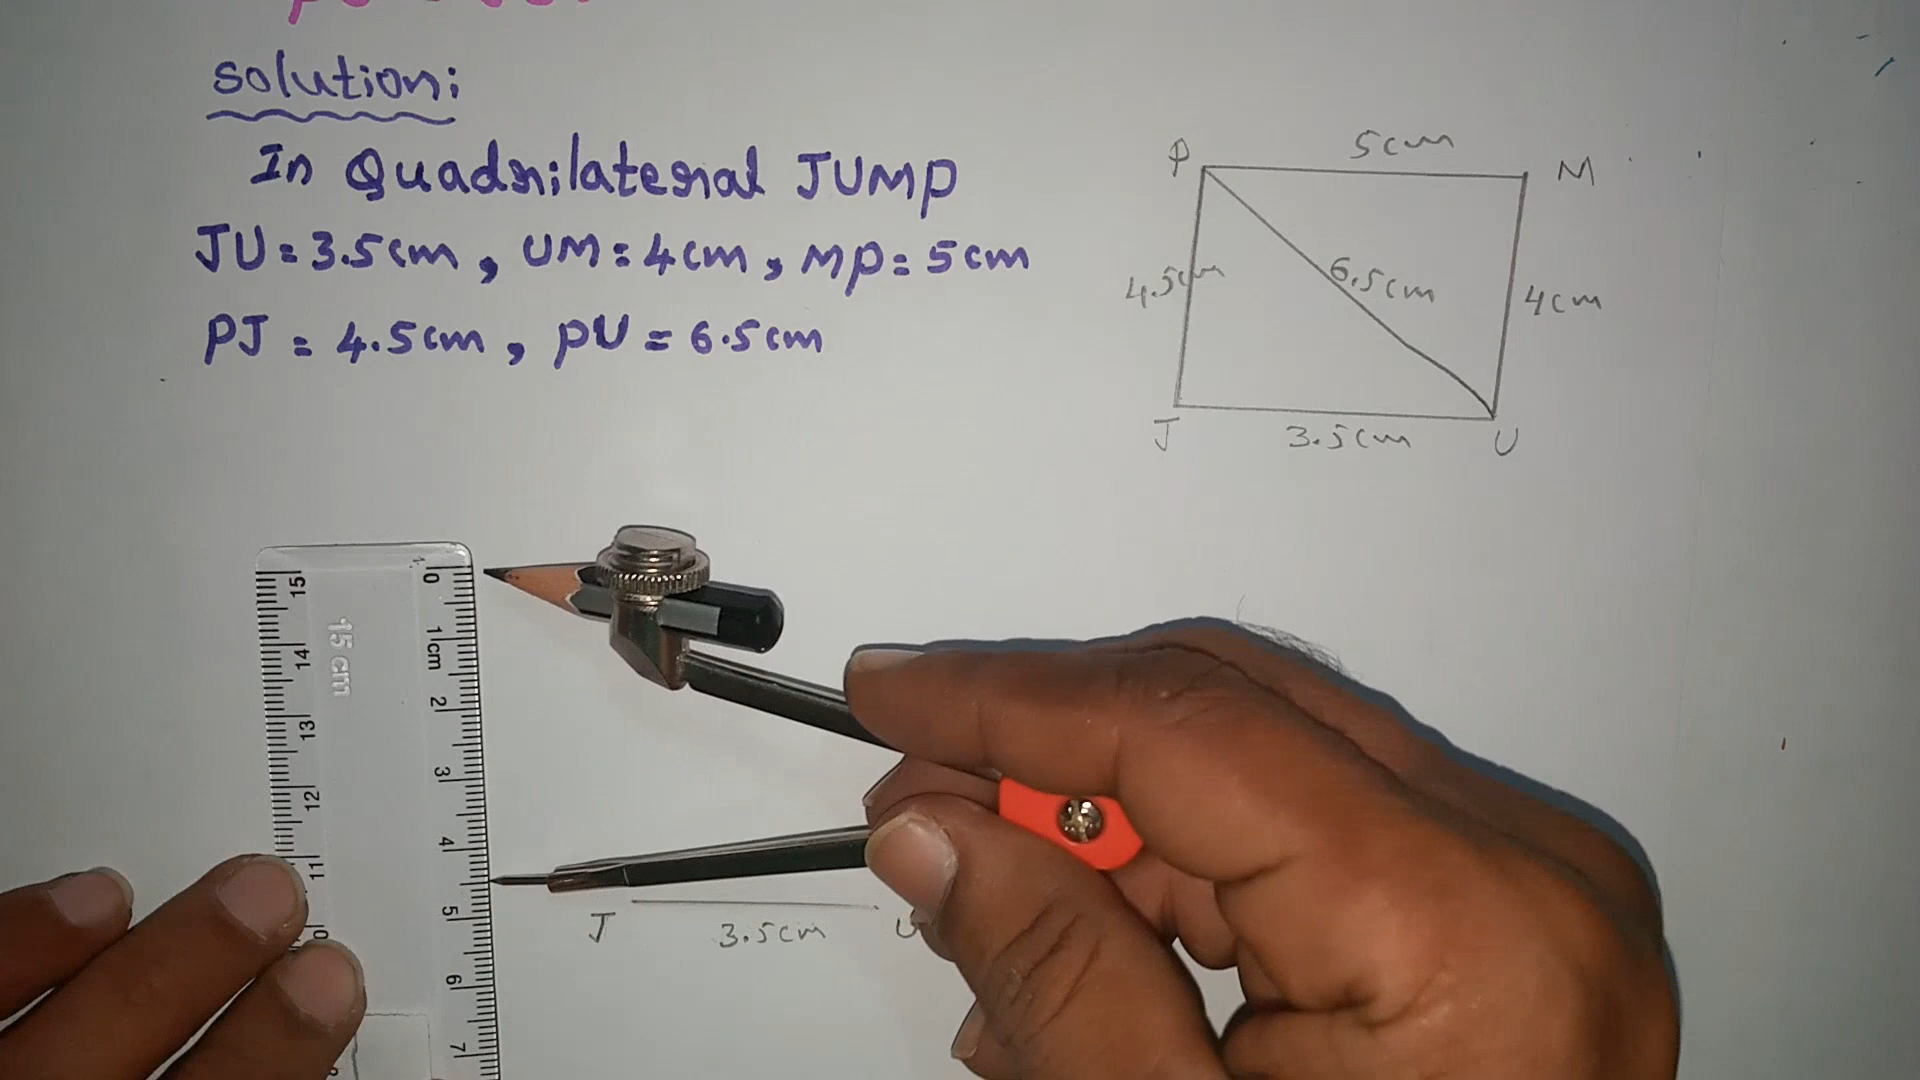 solution:
In Quadrilateral JUMP
JU = 3.5cm, UM = 4cm, MP = 5cm
PJ = 4.5cm, PU = 6.5cm
P 5cm M
4.5cm 6.5cm 4cm
J 3.5cm U
15 14 13 12 11
15 cm
0 1cm 2 3 4 5 6 7
J 3.5cm U